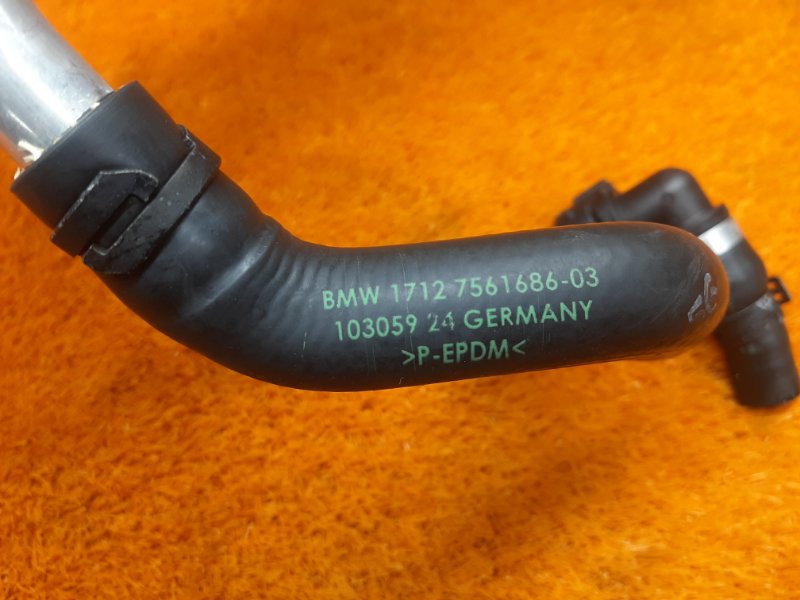 BMW 1712 7561686-03
103059 24 GERMANY
>P-EPDM<